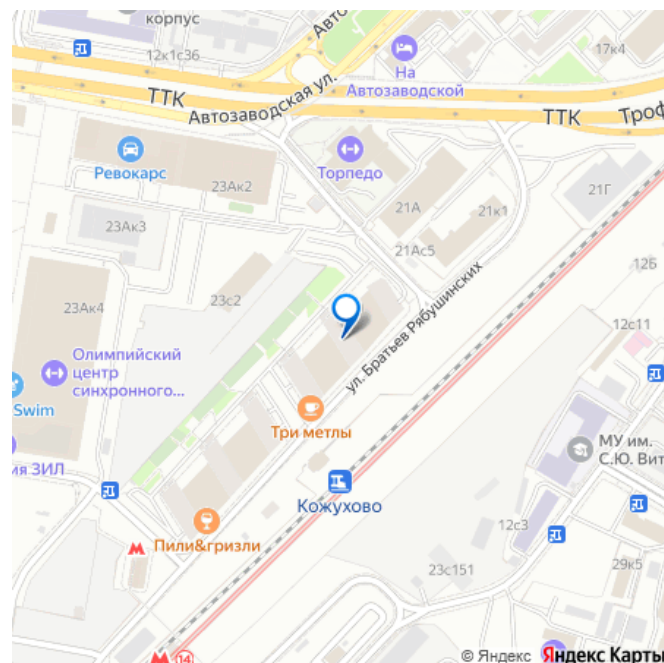 корпус
12к1с36
Авто
17к4
На
Автозаводской
ТТК
Автозаводская ул.
ТТК
Троф
Ревокарс
Торпедо
23Ак2
21Г
21А
21к1
23Ак3
21Ас5
12Б
23с2
23Ак4
ул. Братьев Рябушинских
12с11
Олимпийский
центр
синхронного...
Swim
Три метлы
МУ им.
С.Ю. Вит
ия ЗИЛ
Кожухово
12с3
Пили&гризли
23с151
29к5
14
© Яндекс Яндекс Карты